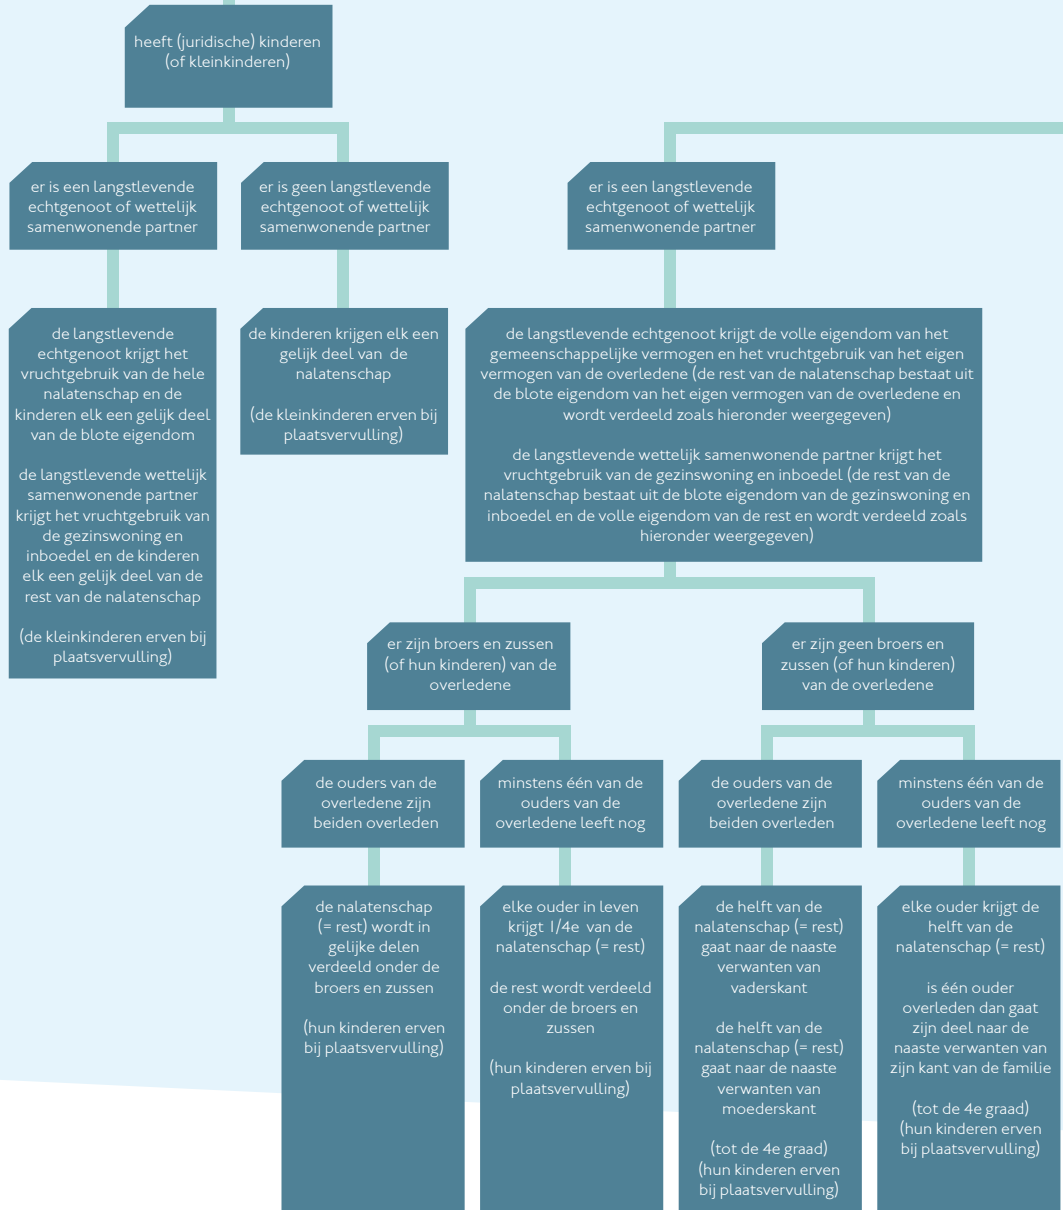 heeft (juridische) kinderen
(of kleinkinderen)
er is een langstlevende
echtgenoot of wettelijk
samenwonende partner
er is geen langstlevende
echtgenoot of wettelijk
samenwonende partner
er is een langstlevende
echtgenoot of wettelijk
samenwonende partner
de langstlevende
echtgenoot krijgt het
vruchtgebruik van de hele
nalatenschap en de
kinderen elk een gelijk deel
van de blote eigendom
de langstlevende wettelijk
samenwonende partner
krijgt het vruchtgebruik van
de gezinswoning en
inboedel en de kinderen
elk een gelijk deel van de
rest van de nalatenschap
(de kleinkinderen erven bij
plaatsvervulling)
de kinderen krijgen elk een
gelijk deel van de
nalatenschap
(de kleinkinderen erven bij
plaatsvervulling)
de langstlevende echtgenoot krijgt de volle eigendom van het
gemeenschappelijke vermogen en het vruchtgebruik van het eigen
vermogen van de overledene (de rest van de nalatenschap bestaat uit
de blote eigendom van het eigen vermogen van de overledene en
wordt verdeeld zoals hieronder weergegeven)
de langstlevende wettelijk samenwonende partner krijgt het
vruchtgebruik van de gezinswoning en inboedel (de rest van de
nalatenschap bestaat uit de blote eigendom van de gezinswoning en
inboedel en de volle eigendom van de rest en wordt verdeeld zoals
hieronder weergegeven)
er zijn broers en zussen
(of hun kinderen) van de
overledene
er zijn geen broers en
zussen (of hun kinderen)
van de overledene
de ouders van de
overledene zijn
beiden overleden
minstens één van de
ouders van de
overledene leeft nog
de ouders van de
overledene zijn
beiden overleden
minstens één van de
ouders van de
overledene leeft nog
de nalatenschap
(= rest) wordt in
gelijke delen
verdeeld onder de
broers en zussen
(hun kinderen erven
bij plaatsvervulling)
elke ouder in leven
krijgt 1/4e van de
nalatenschap (= rest)
de rest wordt verdeeld
onder de broers en
zussen
(hun kinderen erven bij
plaatsvervulling)
de helft van de
nalatenschap (= rest)
gaat naar de naaste
verwanten van
vaderskant
de helft van de
nalatenschap (= rest)
gaat naar de naaste
verwanten van
moederskant
(tot de 4e graad)
(hun kinderen erven
bij plaatsvervulling)
elke ouder krijgt de
helft van de
nalatenschap (= rest)
is één ouder
overleden dan gaat
zijn deel naar de
naaste verwanten van
zijn kant van de familie
(tot de 4e graad)
(hun kinderen erven
bij plaatsvervulling)